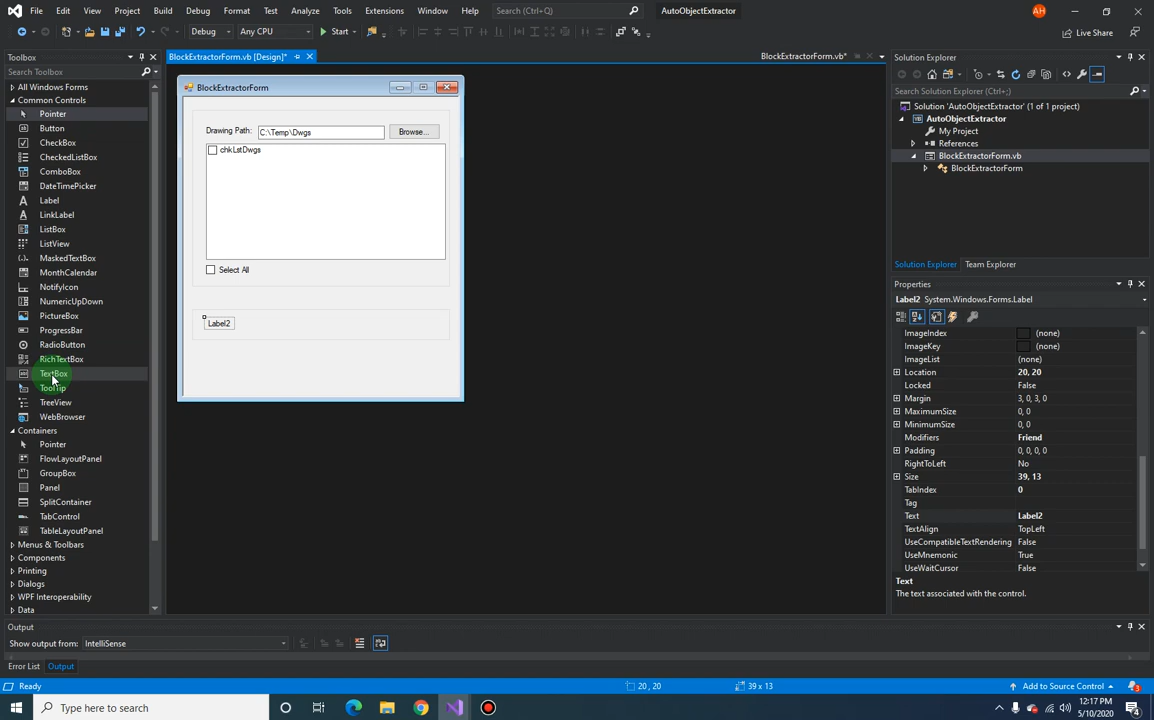 File Edit View Project Build Debug Format Test Analyze Tools Extensions Window Help Search (Ctrl+Q) AutoObjectExtractor AH
Debug Any CPU Start Live Share
Toolbox
Search Toolbox
All Windows Forms
Common Controls
Pointer
Button
CheckBox
CheckedListBox
ComboBox
DateTimePicker
Label
LinkLabel
ListBox
ListView
MaskedTextBox
MonthCalendar
NotifyIcon
NumericUpDown
PictureBox
ProgressBar
RadioButton
RichTextBox
TextBox
ToolTip
TreeView
WebBrowser
Containers
Pointer
FlowLayoutPanel
GroupBox
Panel
SplitContainer
TabControl
TableLayoutPanel
Menus & Toolbars
Components
Printing
Dialogs
WPF Interoperability
Data
BlockExtractorForm.vb [Design]* BlockExtractorForm.vb*
BlockExtractorForm
Drawing Path: C:\Temp\Dwgs Browse...
chkLstDwgs
Select All
Label2
Solution Explorer
Search Solution Explorer (Ctrl+;)
Solution 'AutoObjectExtractor' (1 of 1 project)
AutoObjectExtractor
My Project
References
BlockExtractorForm.vb
BlockExtractorForm
Solution Explorer Team Explorer
Properties
Label2 System.Windows.Forms.Label
ImageIndex (none)
ImageKey (none)
ImageList (none)
Location 20, 20
Locked False
Margin 3, 0, 3, 0
MaximumSize 0, 0
MinimumSize 0, 0
Modifiers Friend
Padding 0, 0, 0, 0
RightToLeft No
Size 39, 13
TabIndex 0
Tag
Text Label2
TextAlign TopLeft
UseCompatibleTextRendering False
UseMnemonic True
UseWaitCursor False
Text
The text associated with the control.
Output
Show output from: IntelliSense
Error List Output
Ready 20 , 20 39 x 13 Add to Source Control 3
Type here to search 12:17 PM
5/10/2020 4